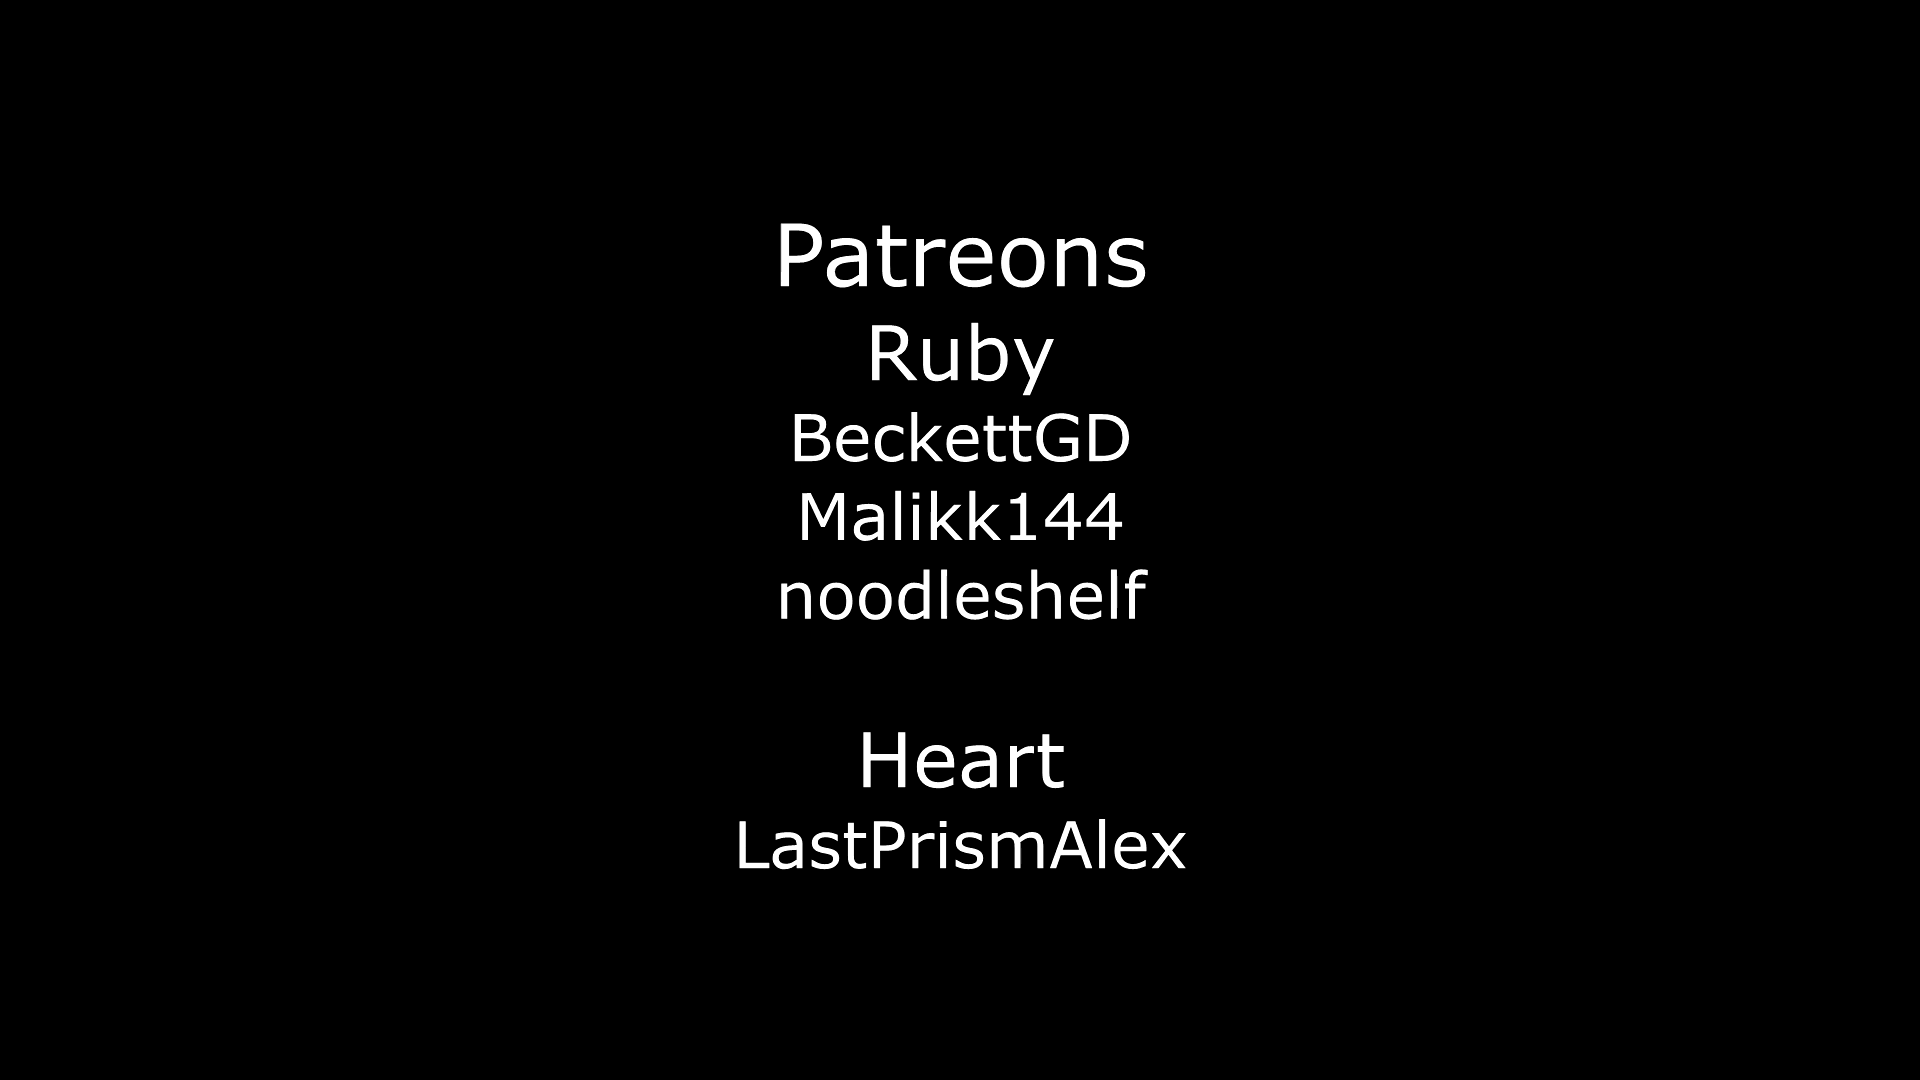 Patreons
Ruby
BeckettGD
Malikk144
noodleshelf
Heart
LastPrismAlex